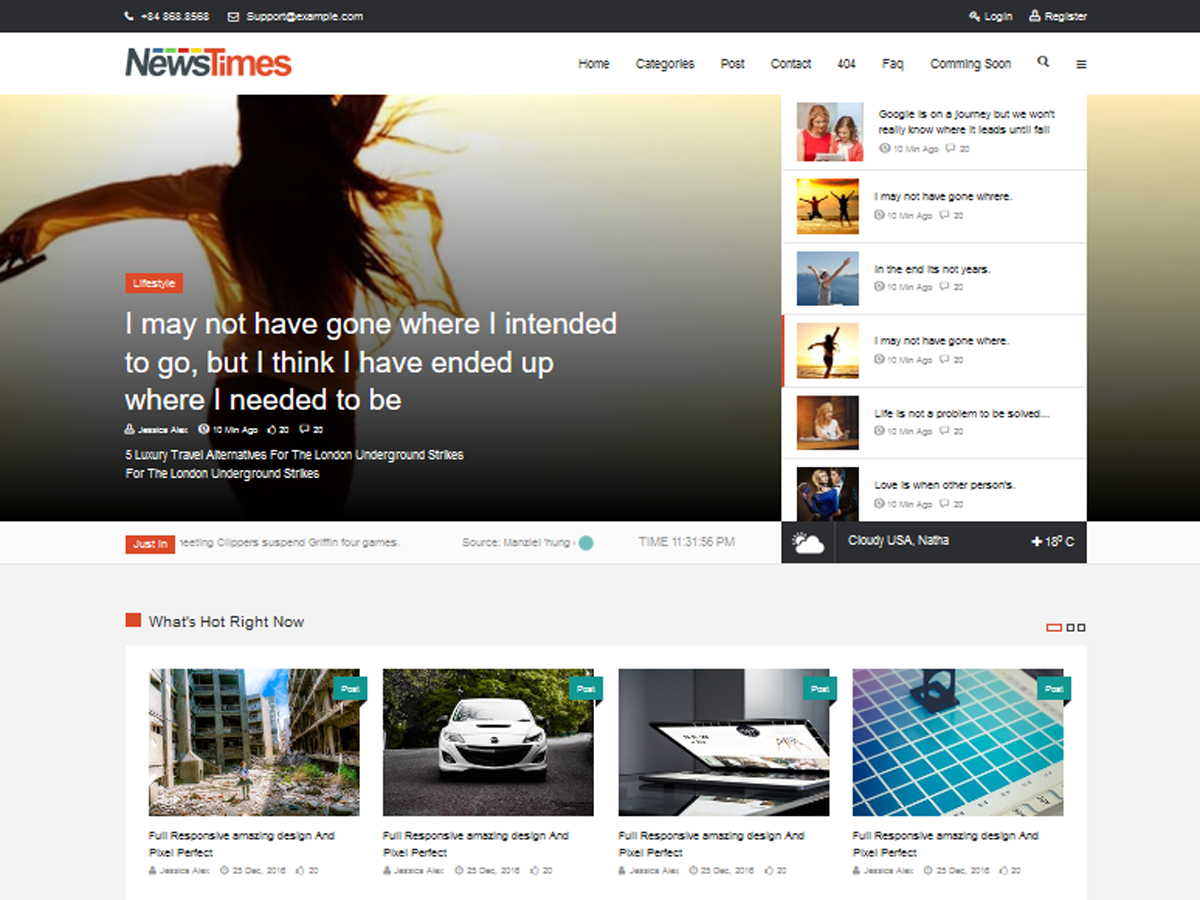 +84 868.8568 Support@example.com Login Register
NewsTimes
Home Categories Post Contact 404 Faq Comming Soon
Google is on a journey but we won't
really know where it leads until fall
10 Min Ago 20
I may not have gone whrere.
10 Min Ago 20
In the end its not years.
10 Min Ago 20
I may not have gone where.
10 Min Ago 20
Life is not a problem to be solved...
10 Min Ago 20
Love is when other person's.
10 Min Ago 20
Lifestyle
I may not have gone where I intended
to go, but I think I have ended up
where I needed to be
Jessica Alex 10 Min Ago 20 20
5 Luxury Travel Alternatives For The London Underground Strikes
For The London Underground Strikes
Just In neeting Clippers suspend Griffin four games. Source: Manziel 'hung TIME 11:31:56 PM
Cloudy USA, Natha 18º C
What's Hot Right Now
Post Post Post Post
Full Responsive amazing design And
Pixel Perfect
Jessica Alex 25 Dec, 2016 20
Full Responsive amazing design And
Pixel Perfect
Jessica Alex 25 Dec, 2016 20
Full Responsive amazing design And
Pixel Perfect
Jessica Alex 25 Dec, 2016 20
Full Responsive amazing design And
Pixel Perfect
Jessica Alex 25 Dec, 2016 20